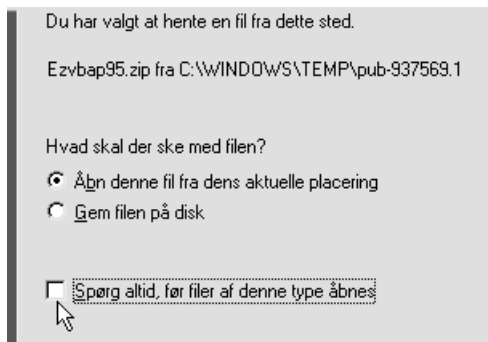 Du har valgt at hente en fil fra dette sted.
Ezvbap95.zip fra C:\WINDOWS\TEMP\pub-937569.1
Hvad skal der ske med filen?
Åbn denne fil fra dens aktuelle placering
Gem filen på disk
Spørg altid, før filer af denne type åbnes